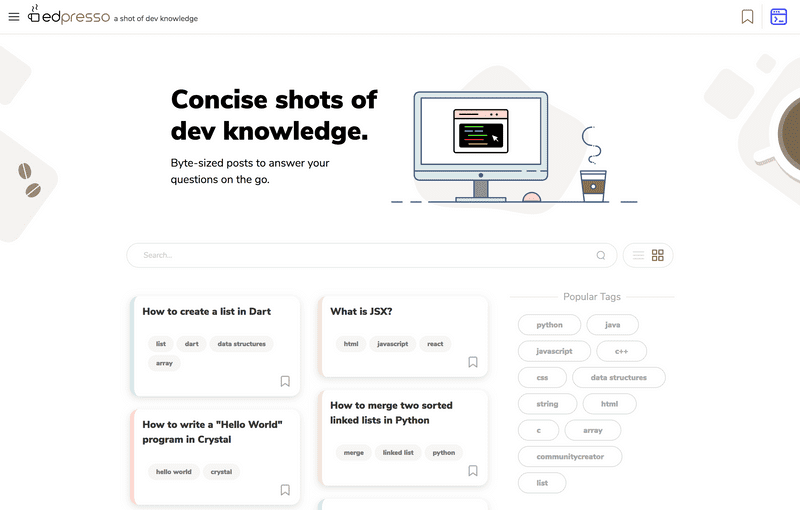 edpresso a shot of dev knowledge
Concise shots of
dev knowledge.
Byte-sized posts to answer your
questions on the go.
Search...
How to create a list in Dart
list dart data structures
array
How to write a "Hello World"
program in Crystal
hello world crystal
What is JSX?
html javascript react
How to merge two sorted
linked lists in Python
merge linked list python
Popular Tags
python java
javascript c++
css data structures
string html
c array
communitycreator
list